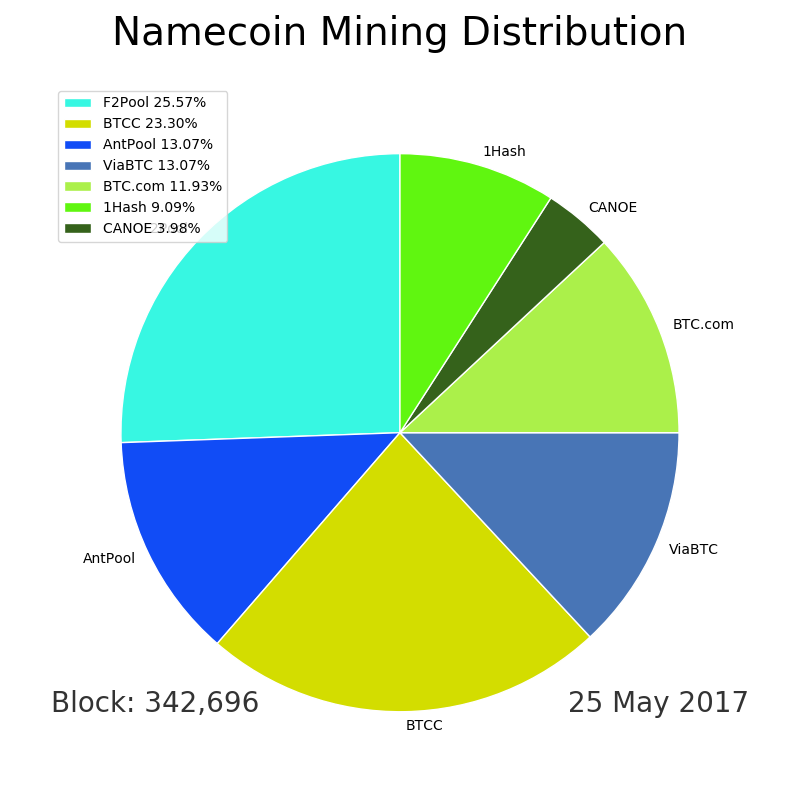 Namecoin Mining Distribution
F2Pool 25.57%
BTCC 23.30%
AntPool 13.07%
ViaBTC 13.07%
BTC.com 11.93%
1Hash 9.09%
CANOE 3.98%
1Hash
CANOE
BTC.com
ViaBTC
AntPool
BTCC
Block: 342,696
25 May 2017